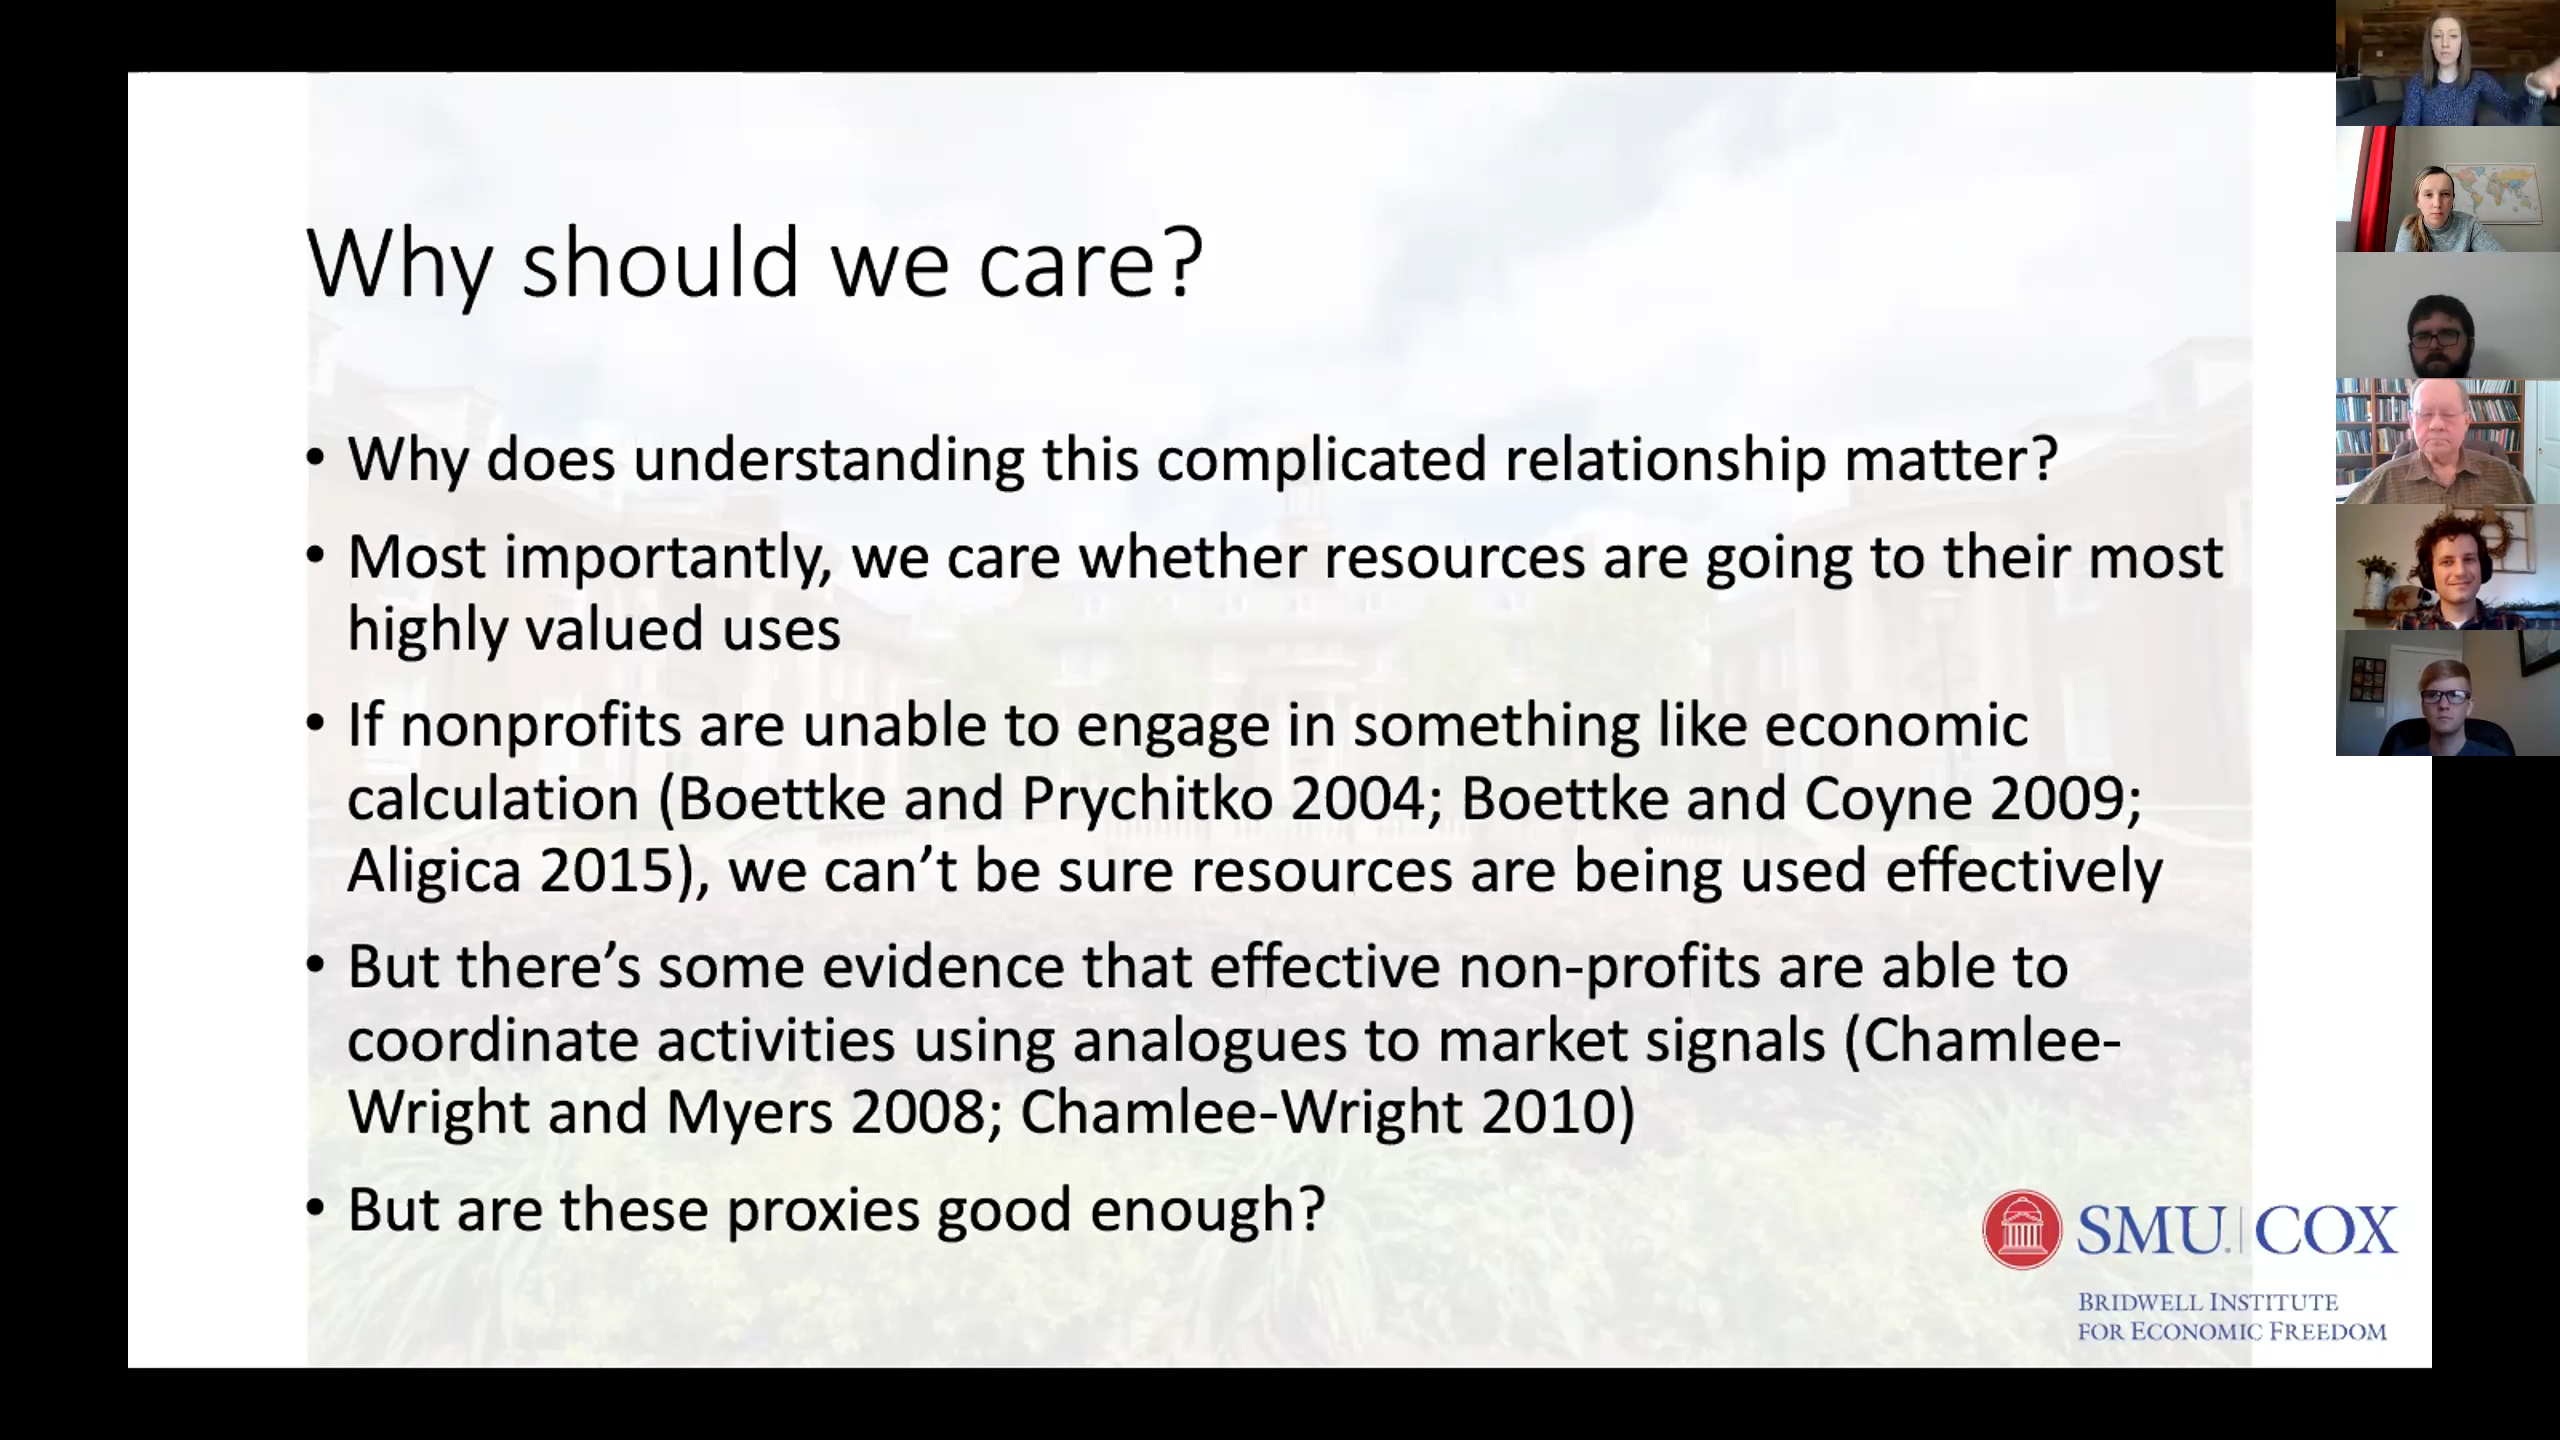 Why should we care?
• Why does understanding this complicated relationship matter?
• Most importantly, we care whether resources are going to their most
highly valued uses
• If nonprofits are unable to engage in something like economic
calculation (Boettke and Prychitko 2004; Boettke and Coyne 2009;
Aligica 2015), we can’t be sure resources are being used effectively
• But there’s some evidence that effective non-profits are able to
coordinate activities using analogues to market signals (Chamlee-
Wright and Myers 2008; Chamlee-Wright 2010)
• But are these proxies good enough?
SMU. | COX
BRIDWELL INSTITUTE
FOR ECONOMIC FREEDOM